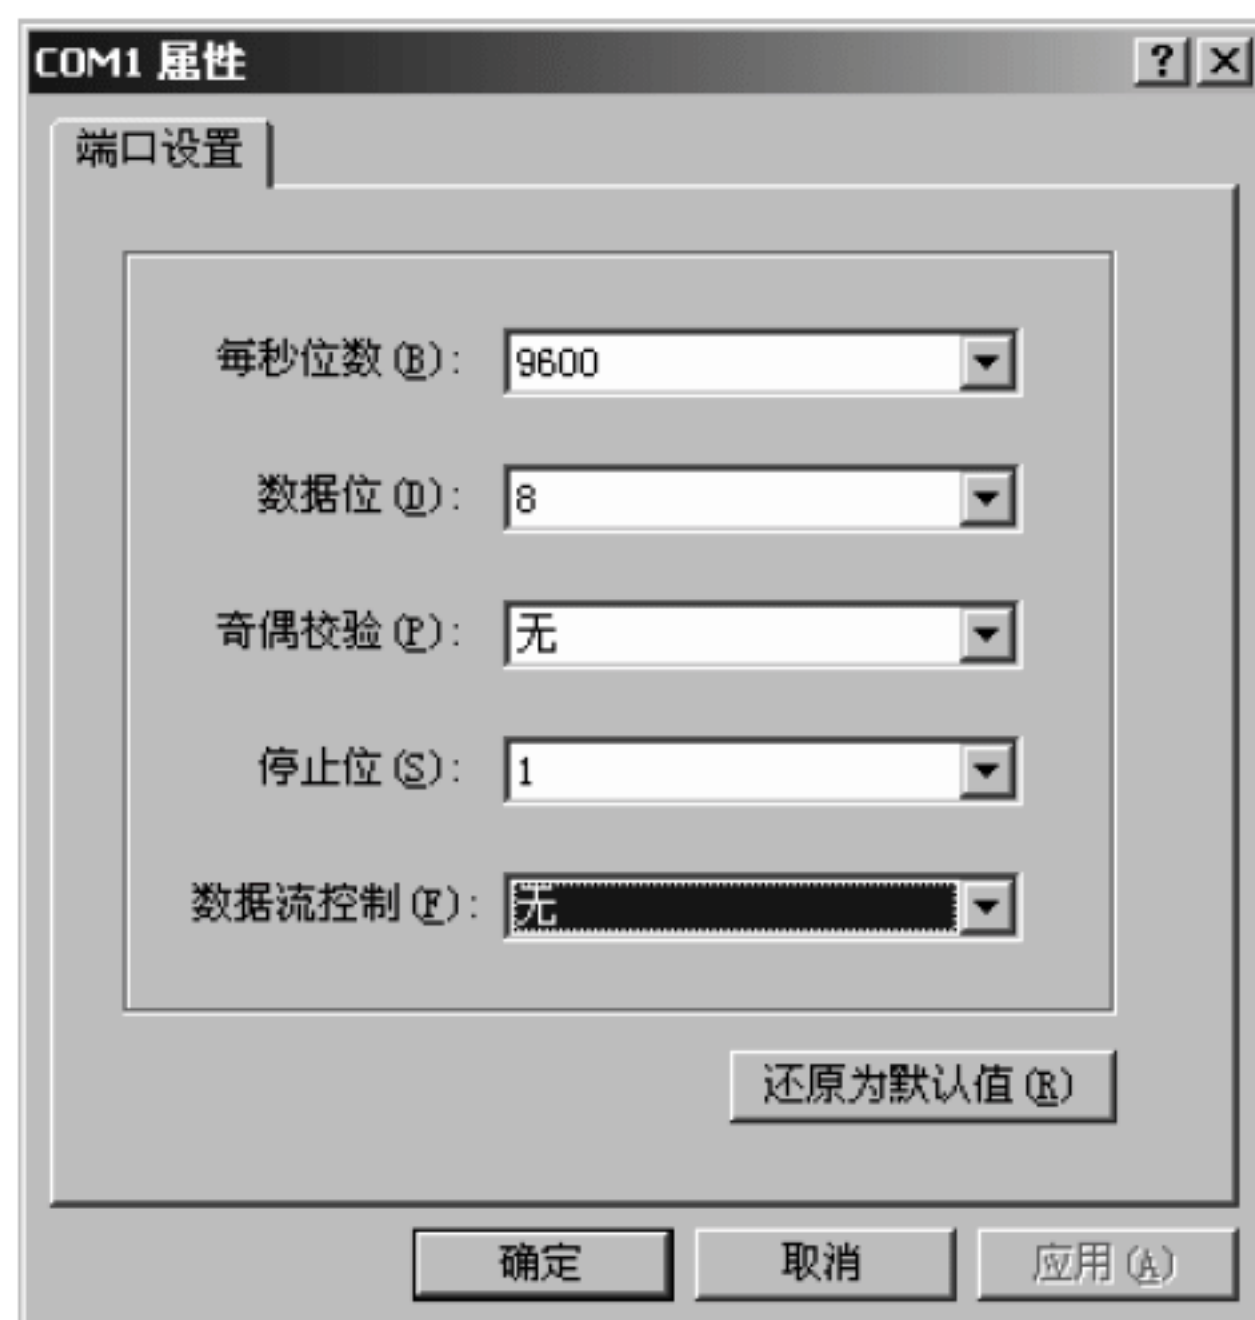 COM1 属性
端口设置
每秒位数(B): 9600
数据位(D): 8
奇偶校验(P): 无
停止位(S): 1
数据流控制(F): 无
还原为默认值(R)
确定 取消 应用(A)